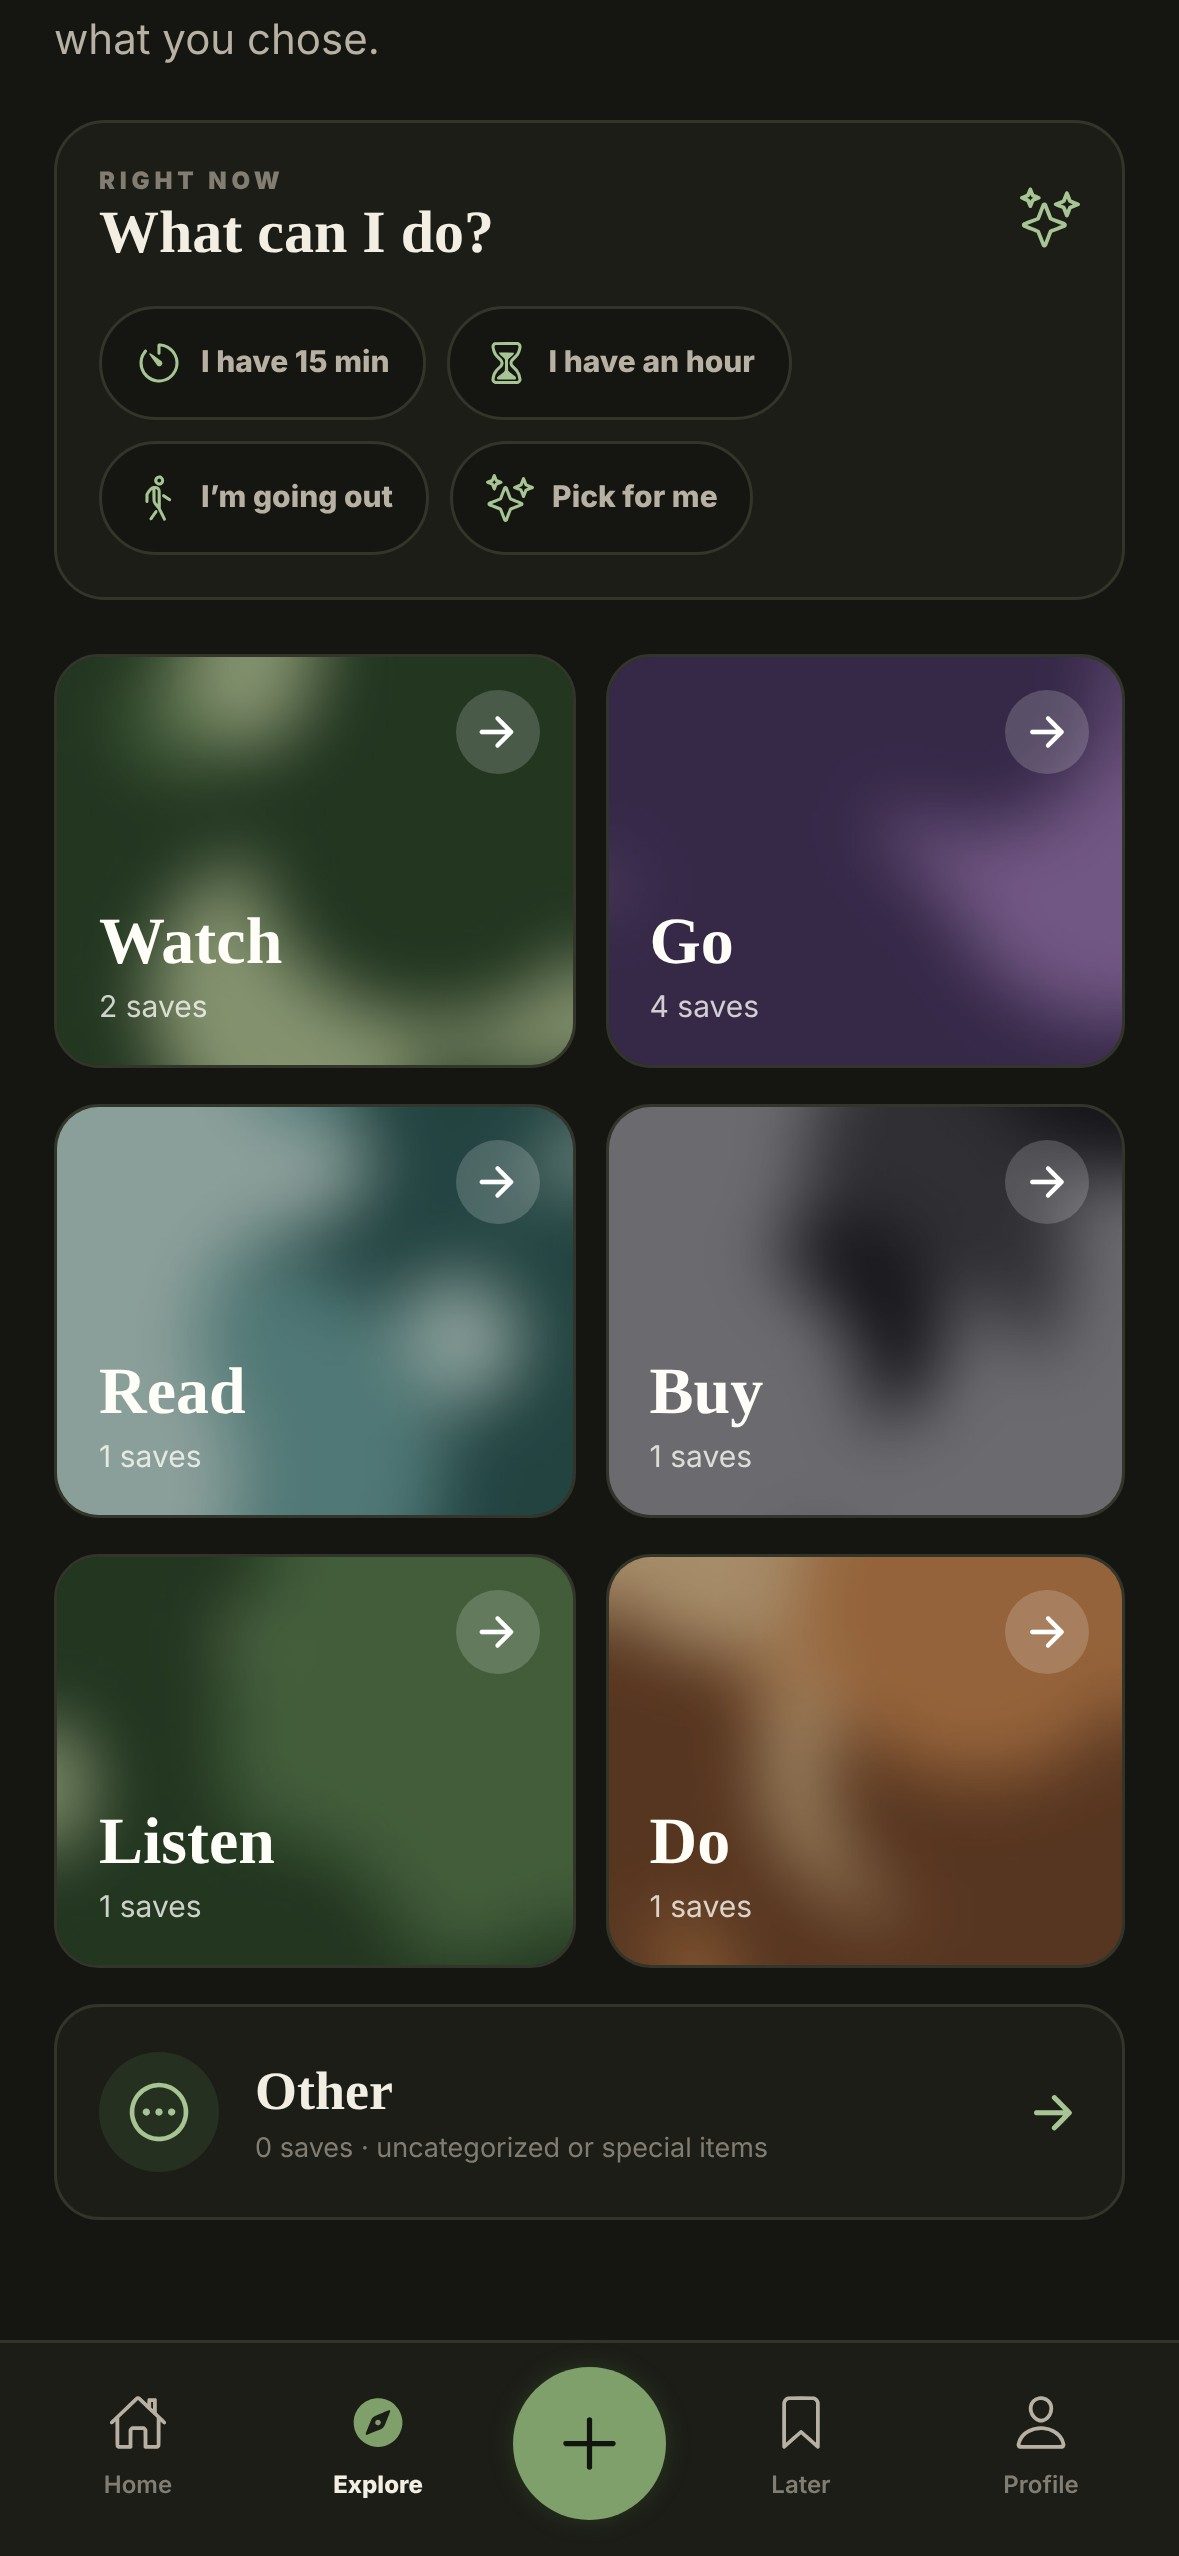 what you chose.
RIGHT NOW
What can I do?
I have 15 min
I have an hour
I’m going out
Pick for me
Watch
2 saves
Go
4 saves
Read
1 saves
Buy
1 saves
Listen
1 saves
Do
1 saves
Other
0 saves · uncategorized or special items
Home
Explore
Later
Profile